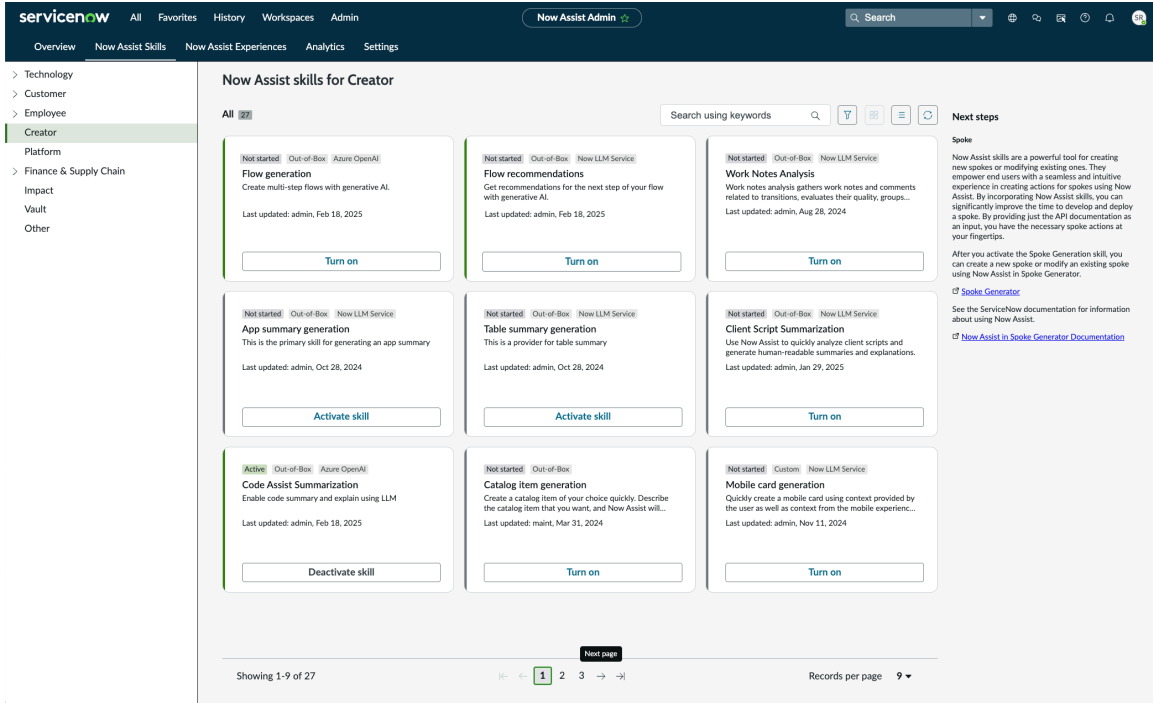 servicenow All Favorites History Workspaces Admin Now Assist Admin Search SR
Overview Now Assist Skills Now Assist Experiences Analytics Settings
Technology
Customer
Employee
Creator
Platform
Finance & Supply Chain
Impact
Vault
Other
Now Assist skills for Creator
All 27
Search using keywords
Not started Out-of-Box Azure OpenAI
Flow generation
Create multi-step flows with generative AI.
Last updated: admin, Feb 18, 2025
Turn on
Not started Out-of-Box Now LLM Service
Flow recommendations
Get recommendations for the next step of your flow
with generative AI.
Last updated: admin, Feb 18, 2025
Turn on
Not started Out-of-Box Now LLM Service
Work Notes Analysis
Work notes analysis gathers work notes and comments
related to transitions, evaluates their quality, groups...
Last updated: admin, Aug 28, 2024
Turn on
Not started Out-of-Box Now LLM Service
App summary generation
This is the primary skill for generating an app summary
Last updated: admin, Oct 28, 2024
Activate skill
Not started Out-of-Box Now LLM Service
Table summary generation
This is a provider for table summary
Last updated: admin, Oct 28, 2024
Activate skill
Not started Out-of-Box Now LLM Service
Client Script Summarization
Use Now Assist to quickly analyze client scripts and
generate human-readable summaries and explanations.
Last updated: admin, Jan 29, 2025
Turn on
Active Out-of-Box Azure OpenAI
Code Assist Summarization
Enable code summary and explain using LLM
Last updated: admin, Feb 18, 2025
Deactivate skill
Not started Out-of-Box
Catalog item generation
Create a catalog item of your choice quickly. Describe
the catalog item that you want, and Now Assist will...
Last updated: maint, Mar 31, 2024
Turn on
Not started Custom Now LLM Service
Mobile card generation
Quickly create a mobile card using context provided by
the user as well as context from the mobile experienc...
Last updated: admin, Nov 11, 2024
Turn on
Next page
Showing 1-9 of 27
1 2 3
Records per page 9
Next steps
Spoke
Now Assist skills are a powerful tool for creating
new spokes or modifying existing ones. They
empower end users with a seamless and intuitive
experience in creating actions for spokes using Now
Assist. By incorporating Now Assist skills, you can
significantly improve the time to develop and deploy
a spoke. By providing just the API documentation as
an input, you have the necessary spoke actions at
your fingertips.
After you activate the Spoke Generation skill, you
can create a new spoke or modify an existing spoke
using Now Assist in Spoke Generator.
Spoke Generator
See the ServiceNow documentation for information
about using Now Assist.
Now Assist in Spoke Generator Documentation